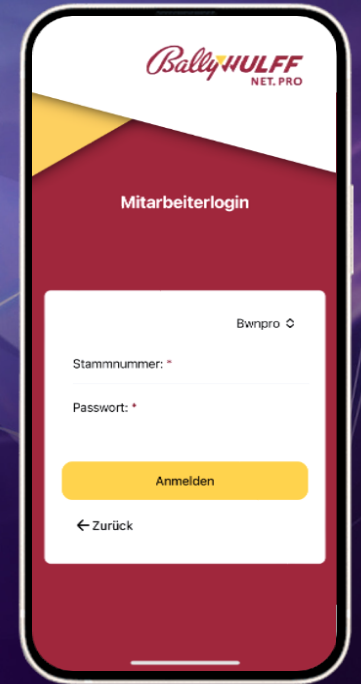 Bally WULFF
NET. PRO
Mitarbeiterlogin
Bwnpro
Stammnummer: *
Passwort: *
Anmelden
Zurück